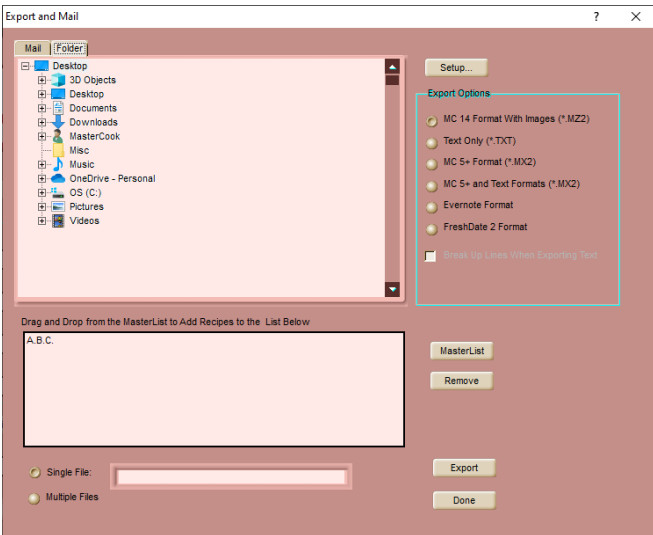 Export and Mail
Mail Folder
Desktop
3D Objects
Desktop
Documents
Downloads
MasterCook
Misc
Music
OneDrive - Personal
OS (C:)
Pictures
Videos
Setup...
Export Options
MC 14 Format With Images (*.MZ2)
Text Only (*.TXT)
MC 5+ Format (*.MX2)
MC 5+ and Text Formats (*.MX2)
Evernote Format
FreshDate 2 Format
Break Up Lines When Exporting Text
Drag and Drop from the MasterList to Add Recipes to the List Below
A.B.C.
MasterList
Remove
Single File:
Multiple Files
Export
Done